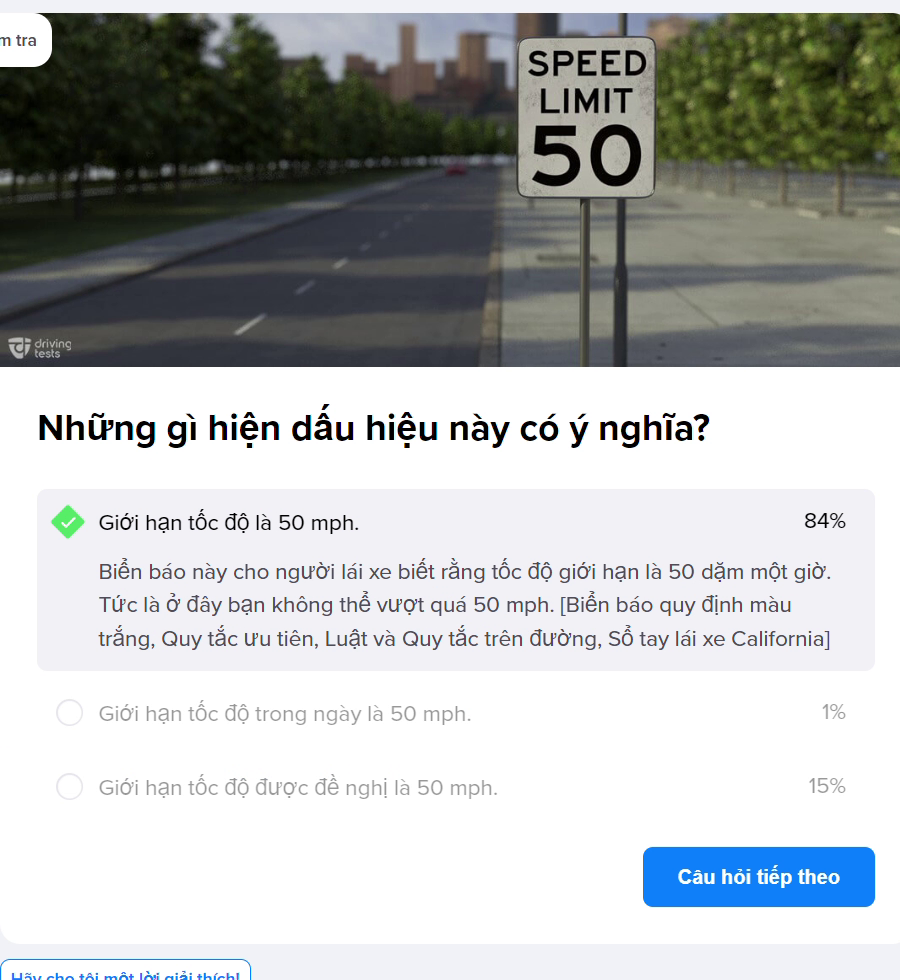 m tra
SPEED
LIMIT
50
driving
tests
Những gì hiện dấu hiệu này có ý nghĩa?
Giới hạn tốc độ là 50 mph.
84%
Biển báo này cho người lái xe biết rằng tốc độ giới hạn là 50 dặm một giờ.
Tức là ở đây bạn không thể vượt quá 50 mph. [Biển báo quy định màu
trắng, Quy tắc ưu tiên, Luật và Quy tắc trên đường, Sổ tay lái xe California]
Giới hạn tốc độ trong ngày là 50 mph.
1%
Giới hạn tốc độ được đề nghị là 50 mph.
15%
Câu hỏi tiếp theo
Hãy cho tôi một lời giải thích!